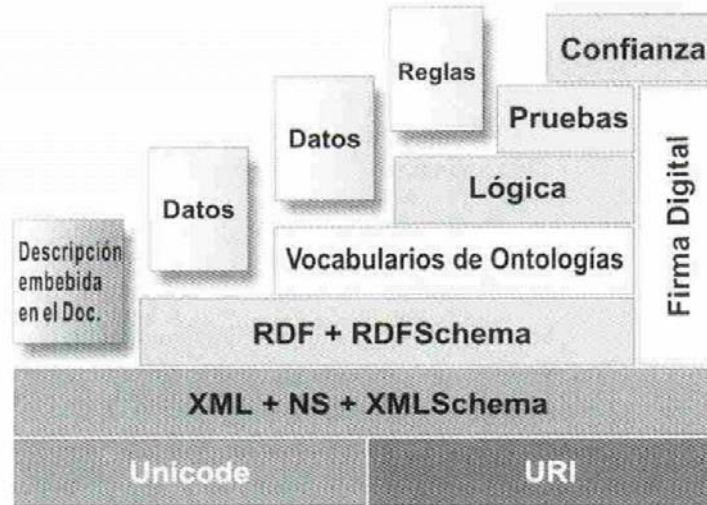 Confianza
Reglas
Pruebas
Datos
Lógica
Datos
Firma Digital
Descripción
embebida
en el Doc.
Vocabularios de Ontologías
RDF + RDFSchema
XML + NS + XMLSchema
Unicode
URI